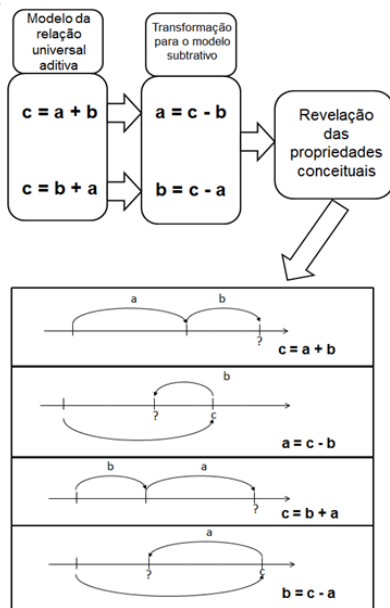 Modelo da
relação
universal
aditiva
Transformação
para o modelo
subtrativo
c = a + b
a = c - b
c = b + a
b = c - a
Revelação
das
propriedades
conceituais
a
b
?
c = a + b
b
?
c
a = c - b
b
a
?
c = b + a
a
?
c
b = c - a